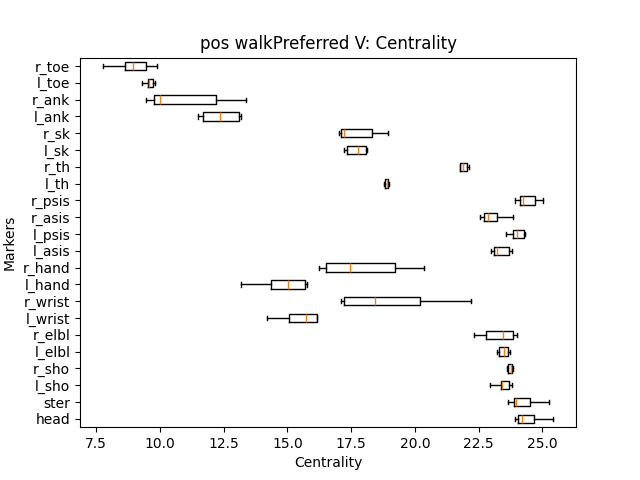 pos walkPreferred V: Centrality
r_toe
l_toe
r_ank
l_ank
r_sk
l_sk
r_th
l_th
r_psis
r_asis
l_psis
l_asis
r_hand
l_hand
r_wrist
l_wrist
r_elbl
l_elbl
r_sho
l_sho
ster
head
Markers
7.5 10.0 12.5 15.0 17.5 20.0 22.5 25.0
Centrality